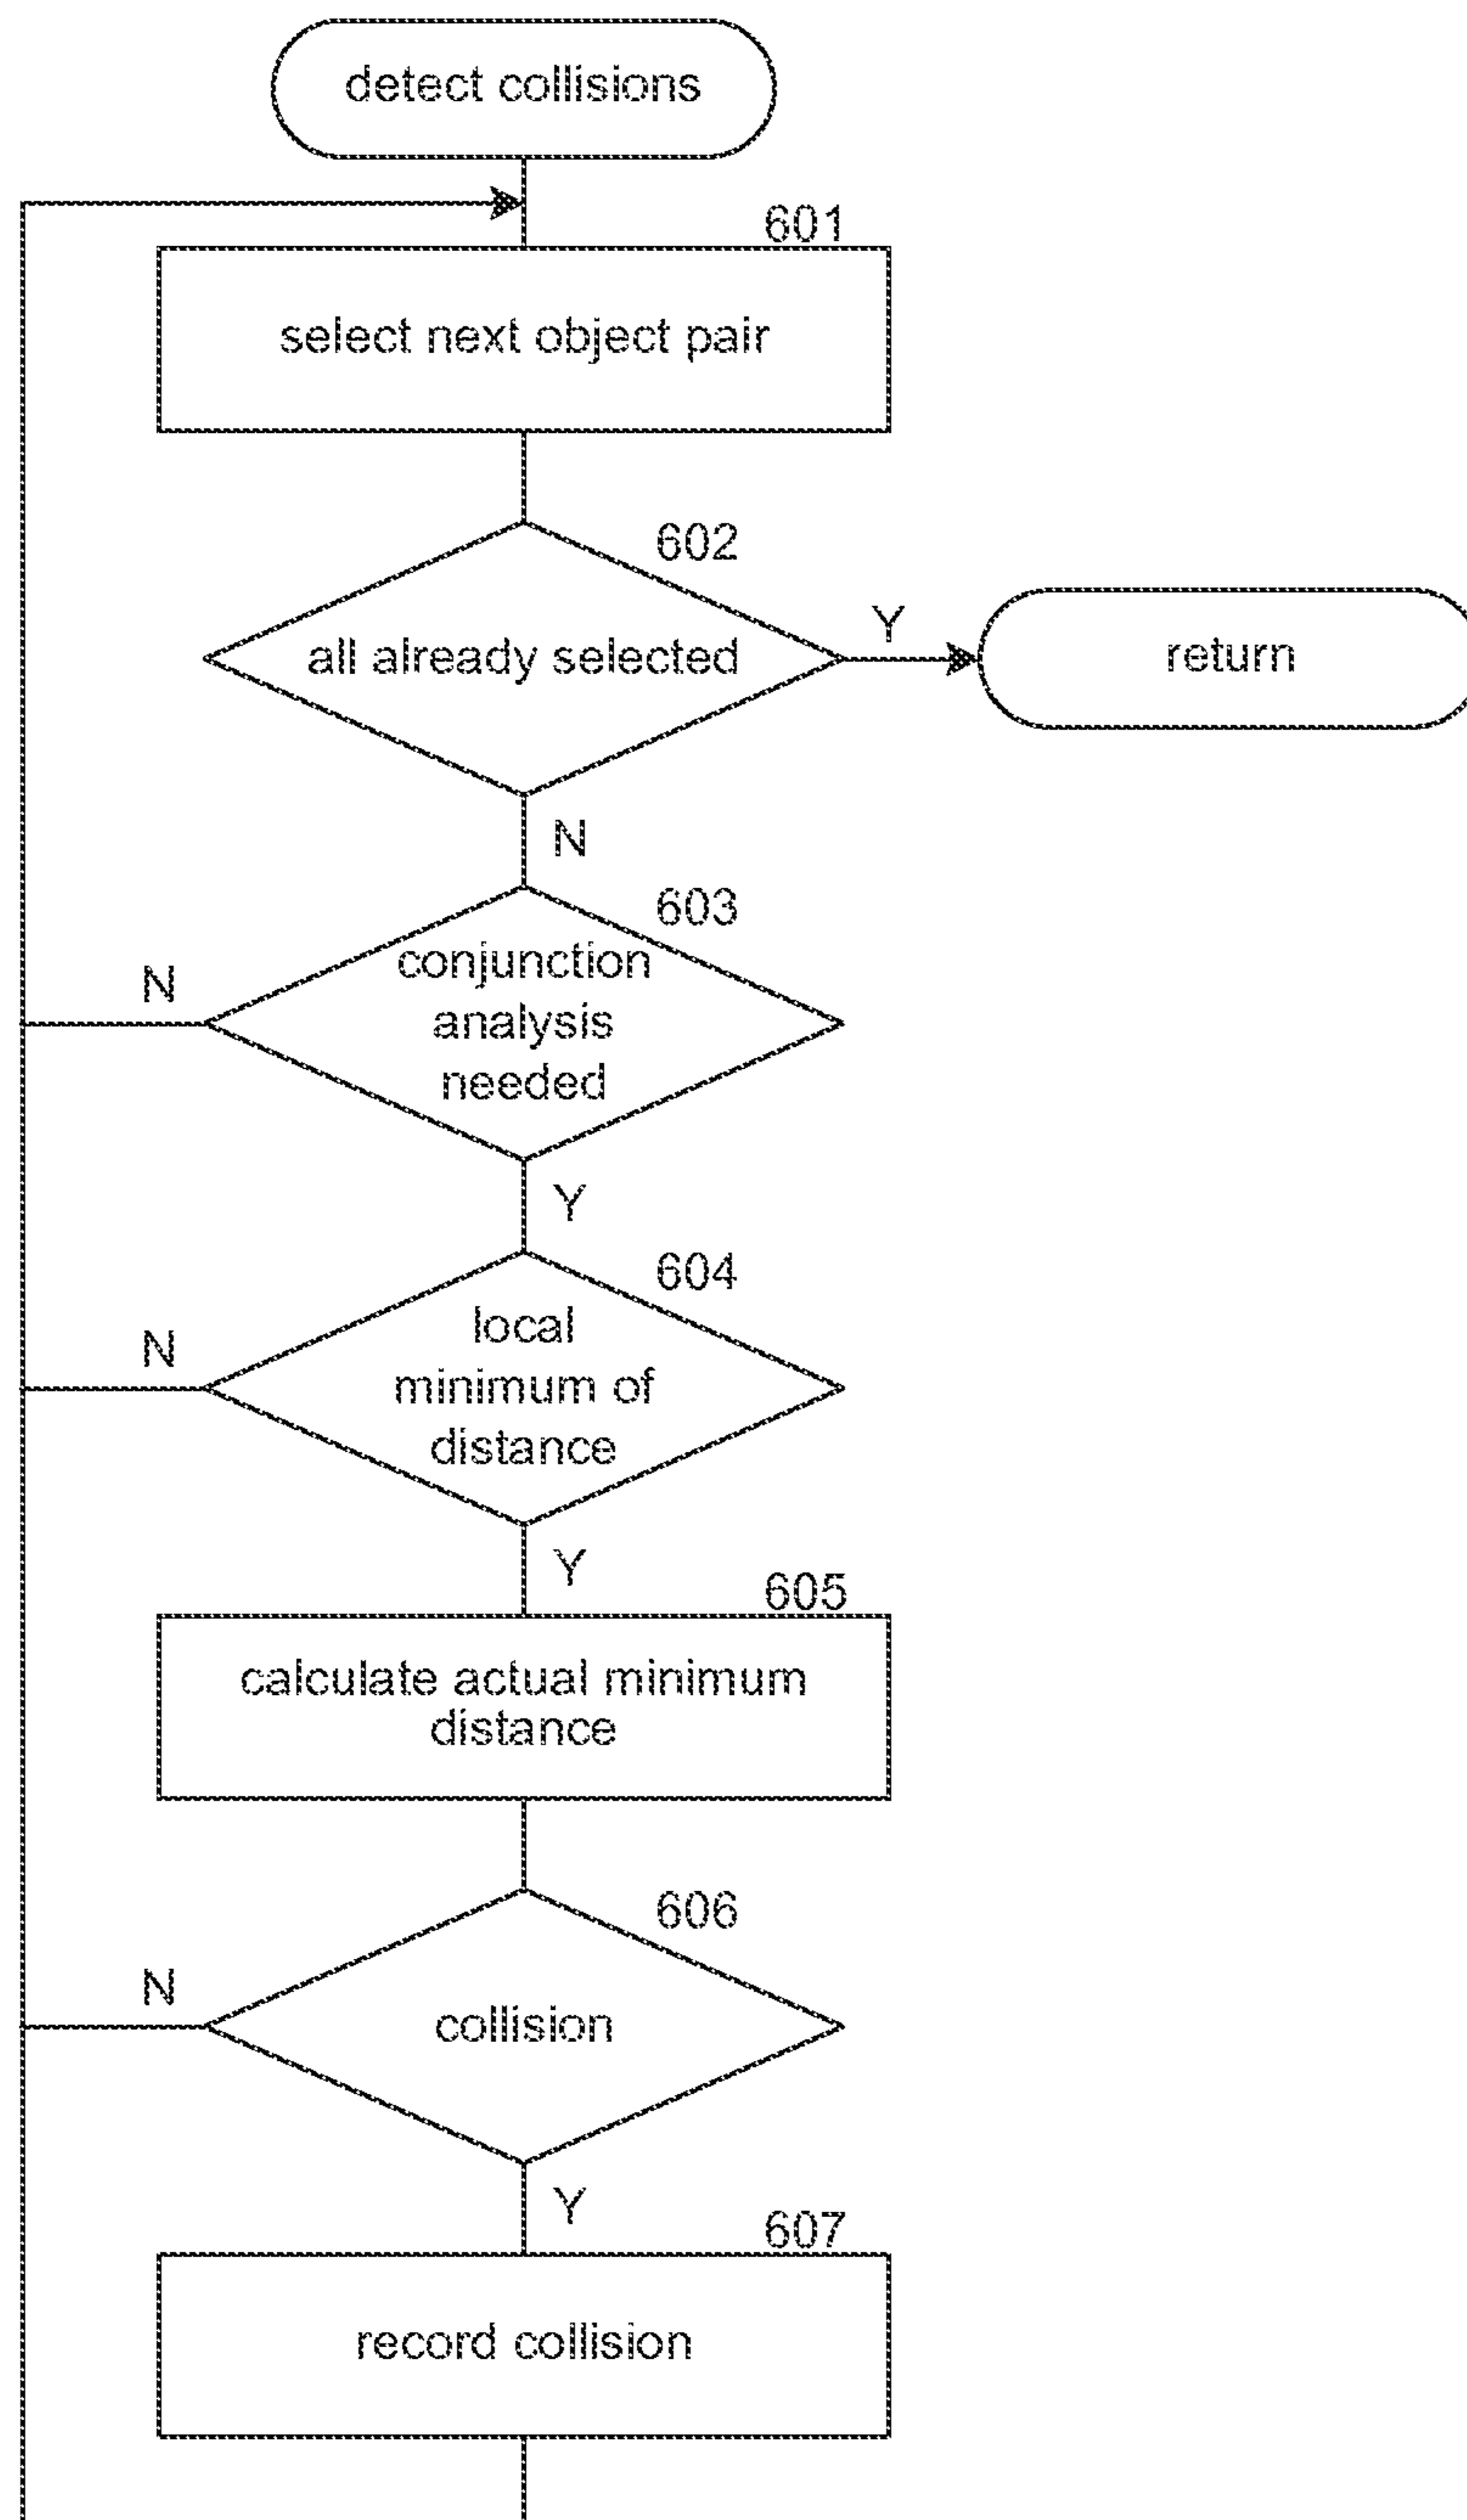 detect collisions
601
select next object pair
602
all already selected
Y
return
N
603
conjunction
analysis
needed
N
Y
604
local
minimum of
distance
N
Y
605
calculate actual minimum
distance
606
collision
N
Y
607
record collision